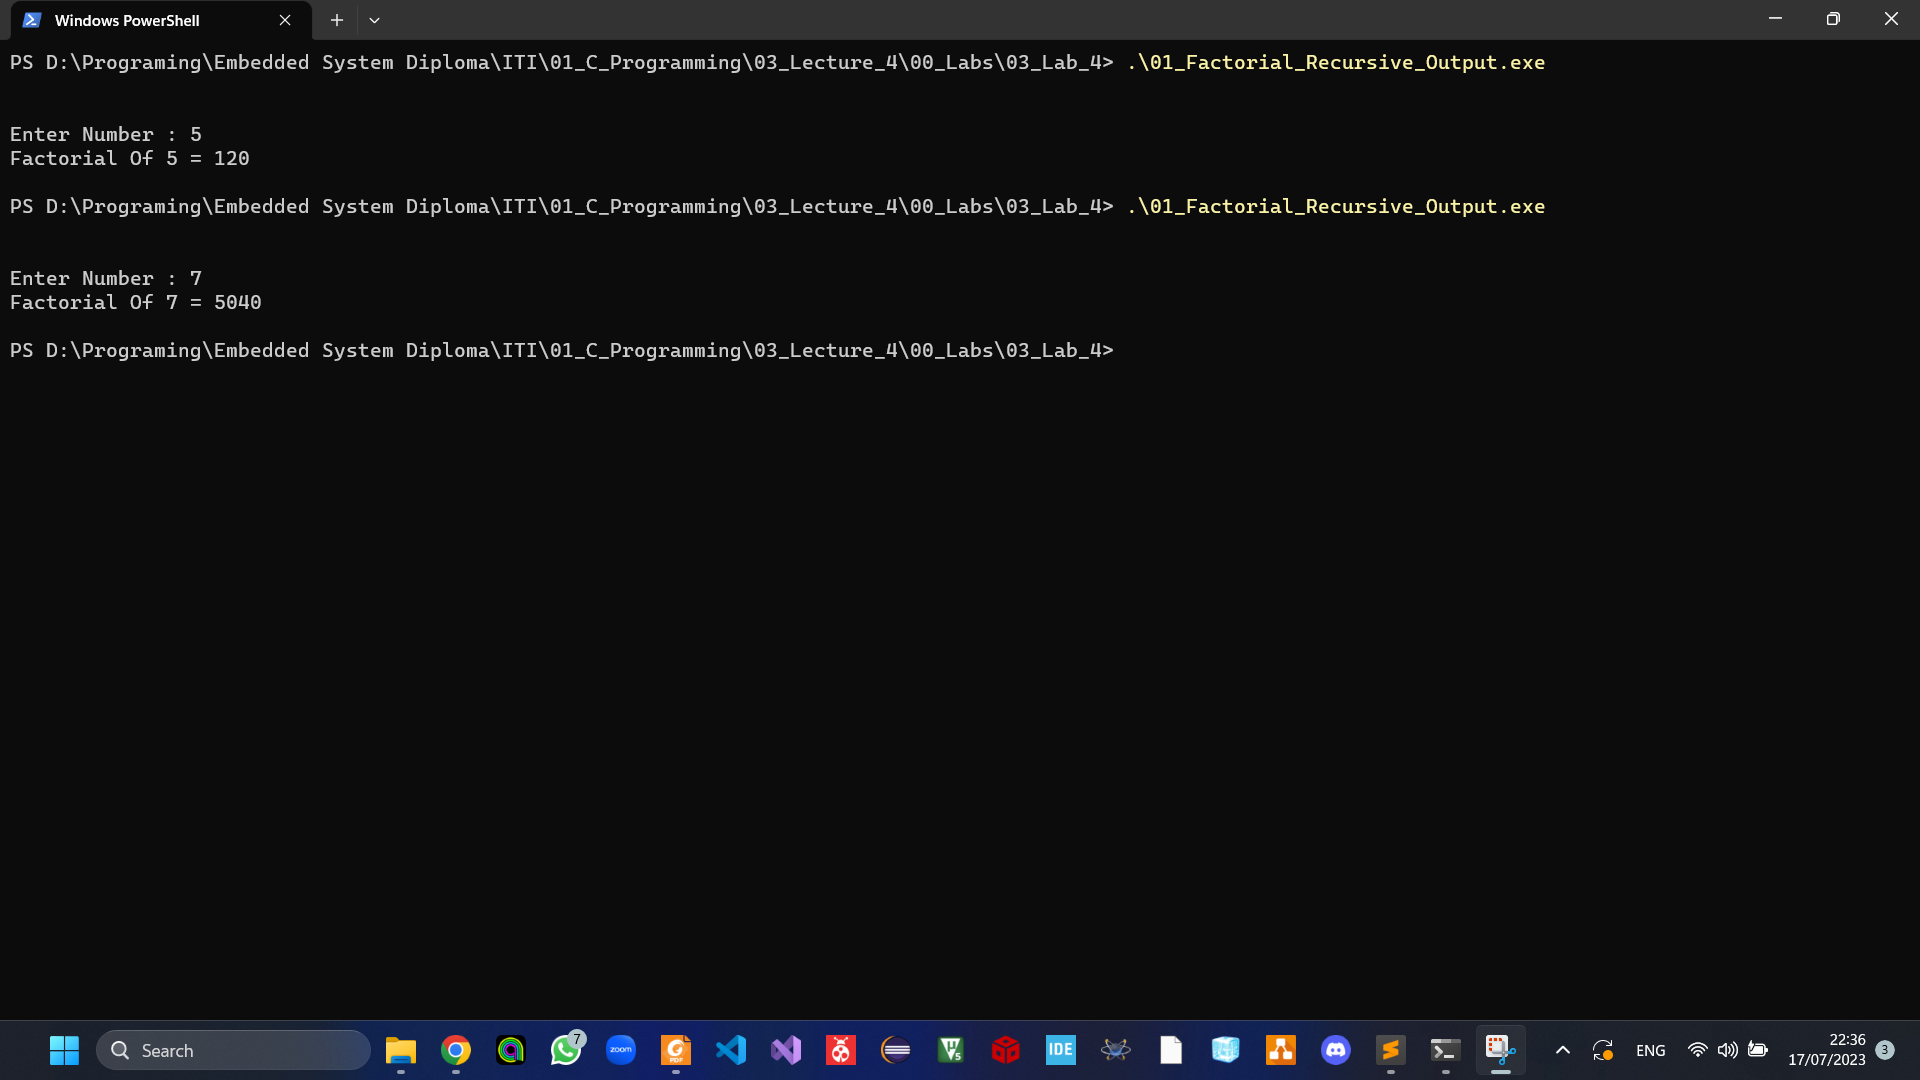 Windows PowerShell
PS D:\Programing\Embedded System Diploma\ITI\01_C_Programming\03_Lecture_4\00_Labs\03_Lab_4> .\01_Factorial_Recursive_Output.exe
Enter Number : 5
Factorial Of 5 = 120
PS D:\Programing\Embedded System Diploma\ITI\01_C_Programming\03_Lecture_4\00_Labs\03_Lab_4> .\01_Factorial_Recursive_Output.exe
Enter Number : 7
Factorial Of 7 = 5040
PS D:\Programing\Embedded System Diploma\ITI\01_C_Programming\03_Lecture_4\00_Labs\03_Lab_4>
Search
7
zoom
PDF
V5
IDE
ENG
22:36
17/07/2023
3